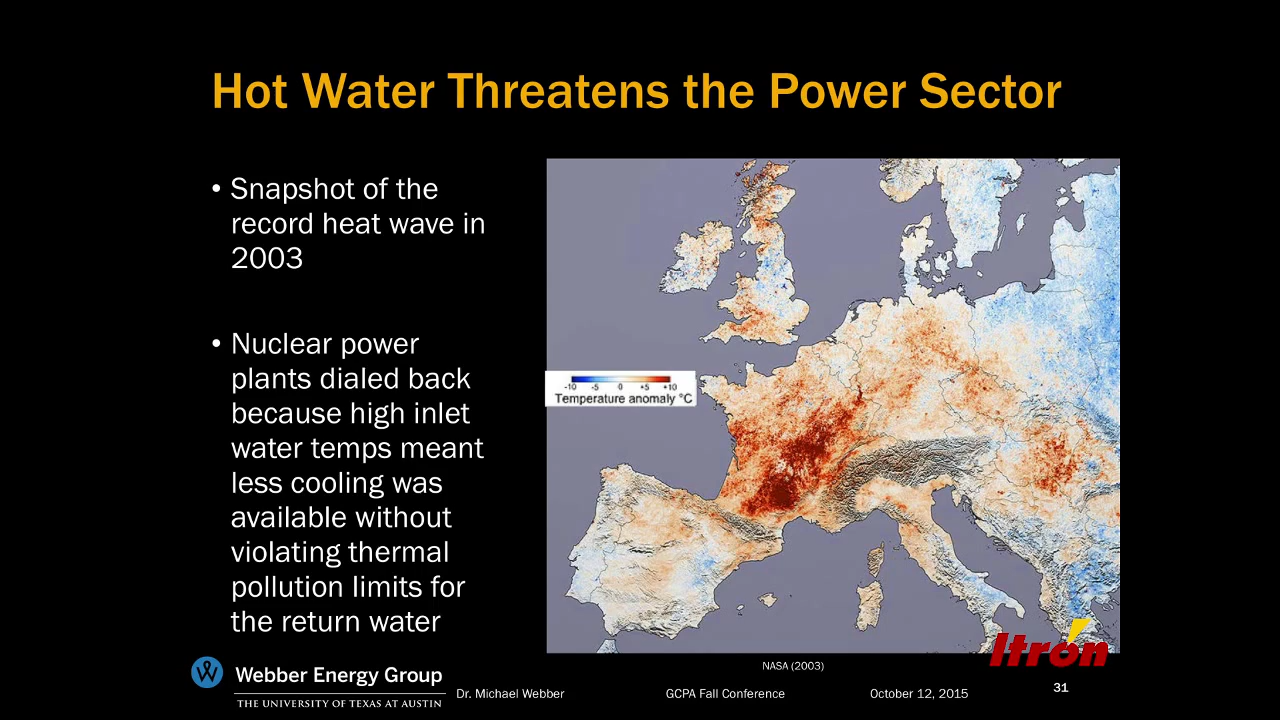 Hot Water Threatens the Power Sector
• Snapshot of the
record heat wave in
2003
• Nuclear power
plants dialed back
because high inlet
water temps meant
less cooling was
available without
violating thermal
pollution limits for
the return water
-10 -5 0 +5 +10
Temperature anomaly °C
Itrón
NASA (2003)
W Webber Energy Group
THE UNIVERSITY OF TEXAS AT AUSTIN
Dr. Michael Webber GCPA Fall Conference October 12, 2015 31